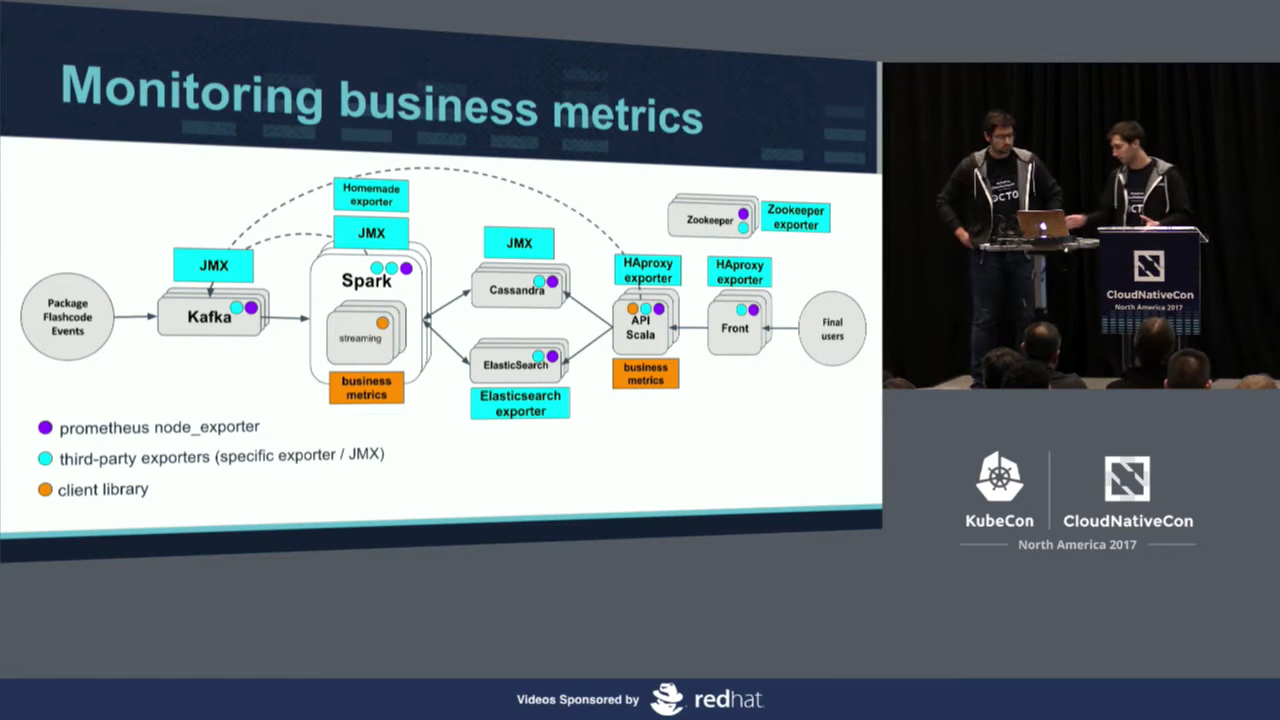 Monitoring business metrics
Homemade
exporter
JMX
JMX
JMX
Zookeeper
Zookeeper
exporter
HAproxy
exporter
HAproxy
exporter
Package
Flashcode
Events
Kafka
Spark
streaming
business
metrics
Cassandra
ElasticSearch
Elasticsearch
exporter
API
Scala
business
metrics
Front
Final
users
prometheus node_exporter
third-party exporters (specific exporter / JMX)
client library
OCTO
CloudNativeCon
North America 2017
KubeCon
CloudNativeCon
North America 2017
Videos Sponsored by
redhat